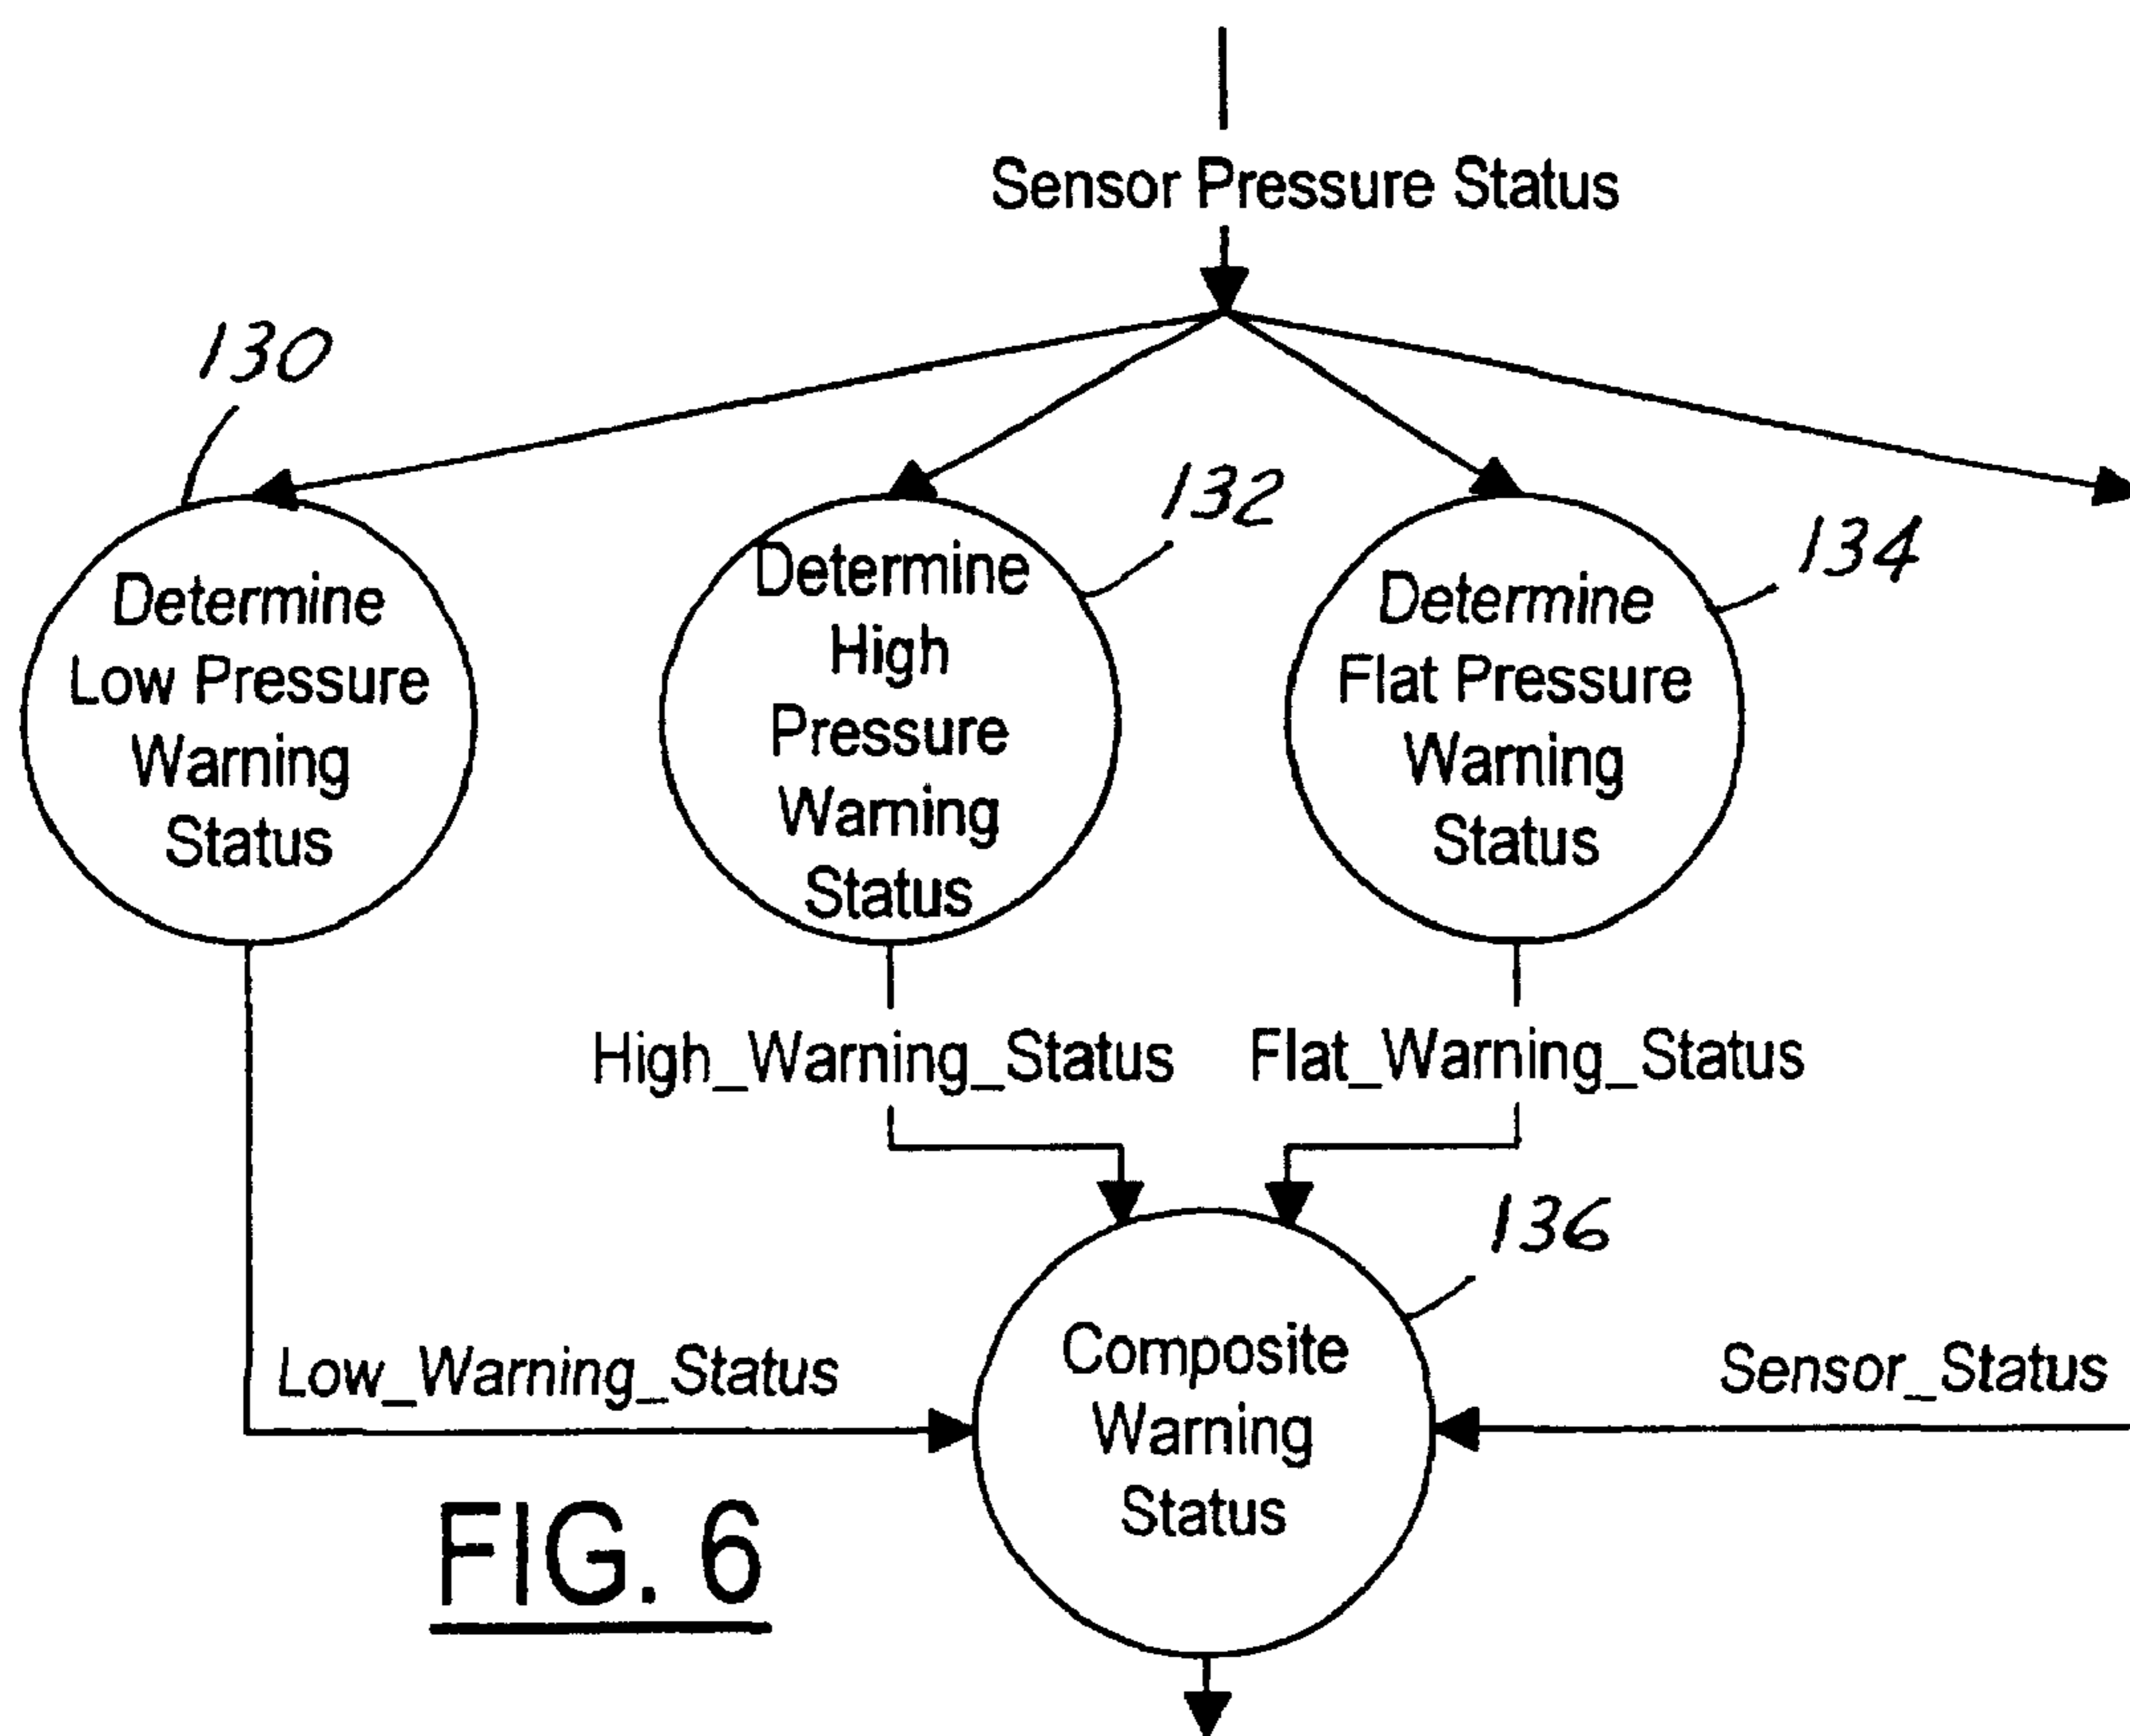 Sensor Pressure Status
130
132
134
Determine
Low Pressure
Warning
Status
Determine
High
Pressure
Warning
Status
Determine
Flat Pressure
Warning
Status
High_Warning_Status
Flat_Warning_Status
136
Low_Warning_Status
Composite
Warning
Status
Sensor_Status
FIG. 6